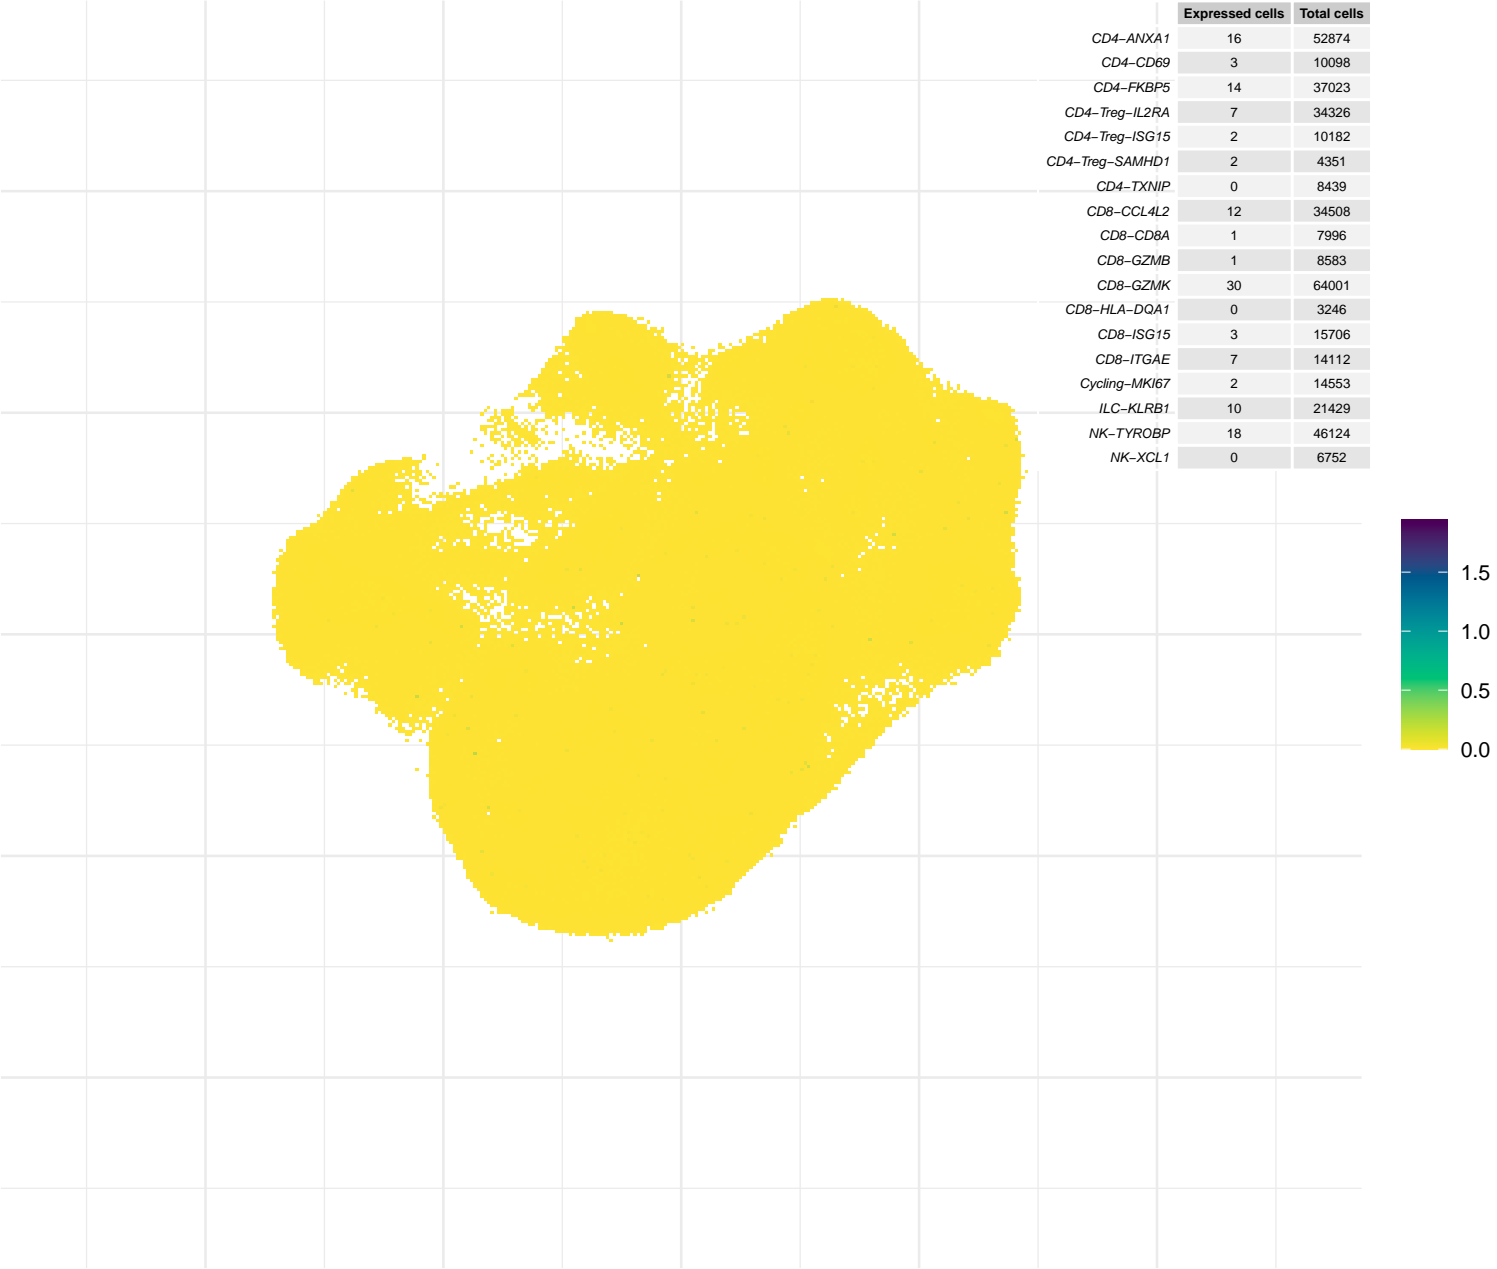 Expressed cells Total cells
CD4−ANXA1 16 52874
CD4−CD69 3 10098
CD4−FKBP5 14 37023
CD4−Treg−IL2RA 7 34326
CD4−Treg−ISG15 2 10182
CD4−Treg−SAMHD1 2 4351
CD4−TXNIP 0 8439
CD8−CCL4L2 12 34508
CD8−CD8A 1 7996
CD8−GZMB 1 8583
CD8−GZMK 30 64001
CD8−HLA−DQA1 0 3246
CD8−ISG15 3 15706
CD8−ITGAE 7 14112
Cycling−MKI67 2 14553
ILC−KLRB1 10 21429
NK−TYROBP 18 46124
NK−XCL1 0 6752
1.5
1.0
0.5
0.0